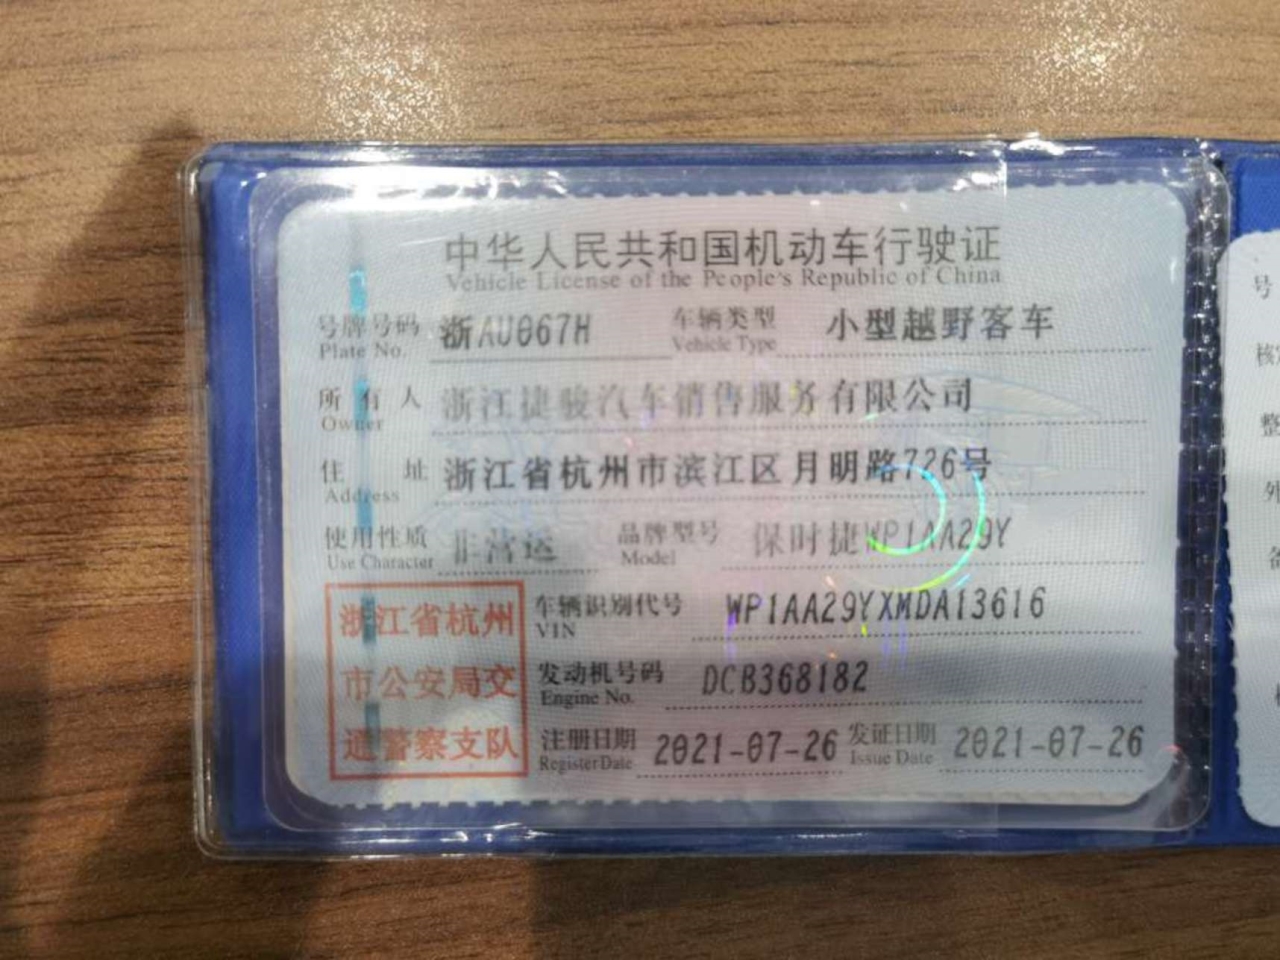 中华人民共和国机动车行驶证
Vehicle License of the People's Republic of China
号牌号码 浙AU067H 车辆类型 小型越野客车
Plate No. Vehicle Type
所有人 浙江捷骏汽车销售服务有限公司
Owner
住址 浙江省杭州市滨江区月明路726号
Address
使用性质 非营运 品牌型号 保时捷WP1AA29Y
Use Character Model
浙江省杭州
市公安局交
通警察支队
车辆识别代号 WP1AA29YXMDA13616
VIN
发动机号码 DCB368182
Engine No.
注册日期 2021-07-26 发证日期 2021-07-26
Register Date Issue Date
号
核
整
外